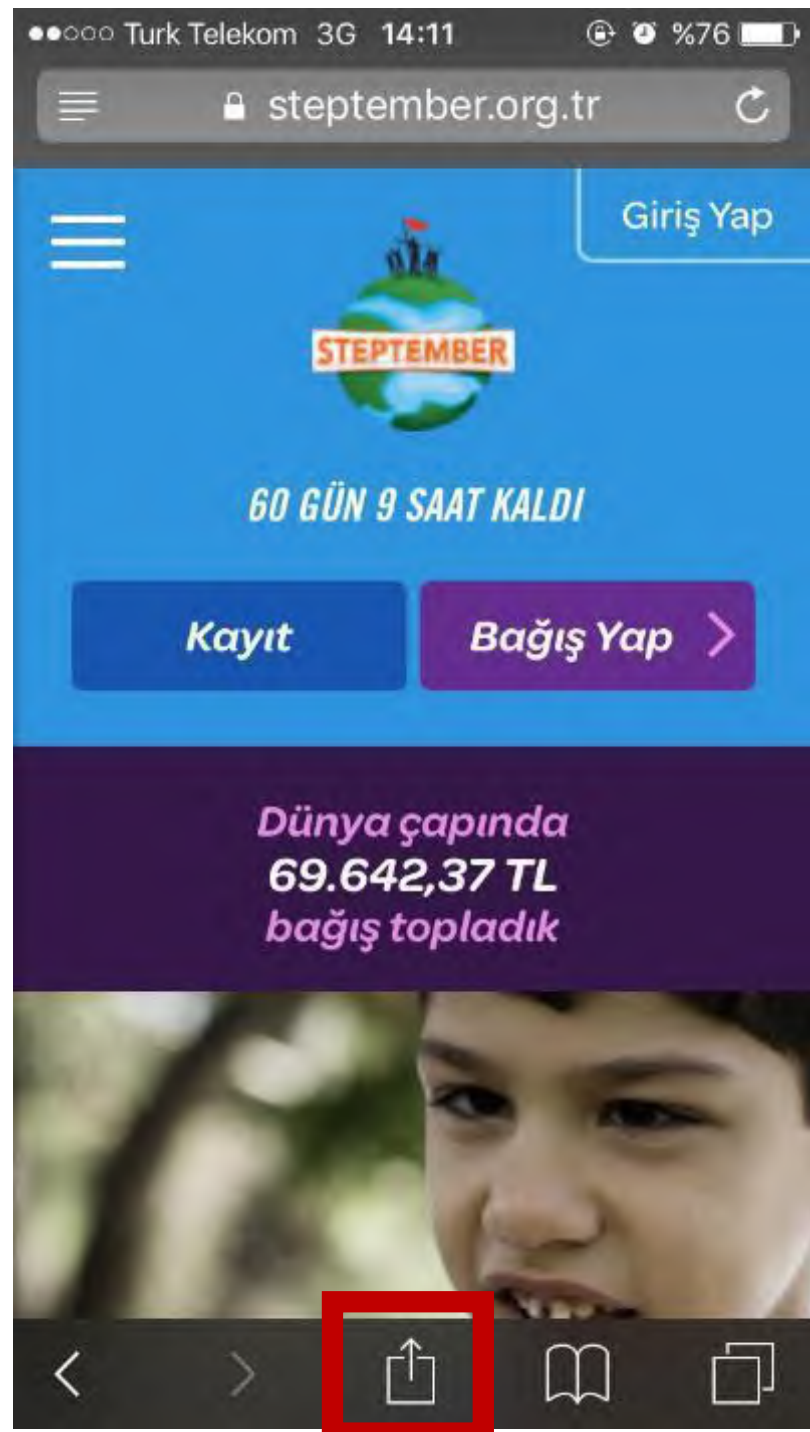 Turk Telekom 3G 14:11 %76
steptember.org.tr
Giriş Yap
STEPTEMBER
60 GÜN 9 SAAT KALDI
Kayıt
Bağış Yap
Dünya çapında
69.642,37 TL
bağış topladık